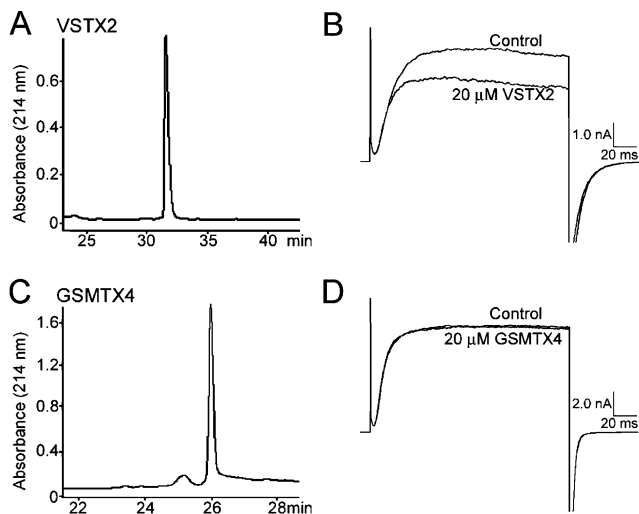 A
VSTX2
Absorbance (214 nm)
0.6
0.4
0.2
0
25
30
35
40
min
B
Control
20 µM VSTX2
1.0 nA
20 ms
C
GSMTX4
Absorbance (214 nm)
1.6
1.2
0.8
0.4
0.0
22
24
26
28min
D
Control
20 µM GSMTX4
2.0 nA
20 ms